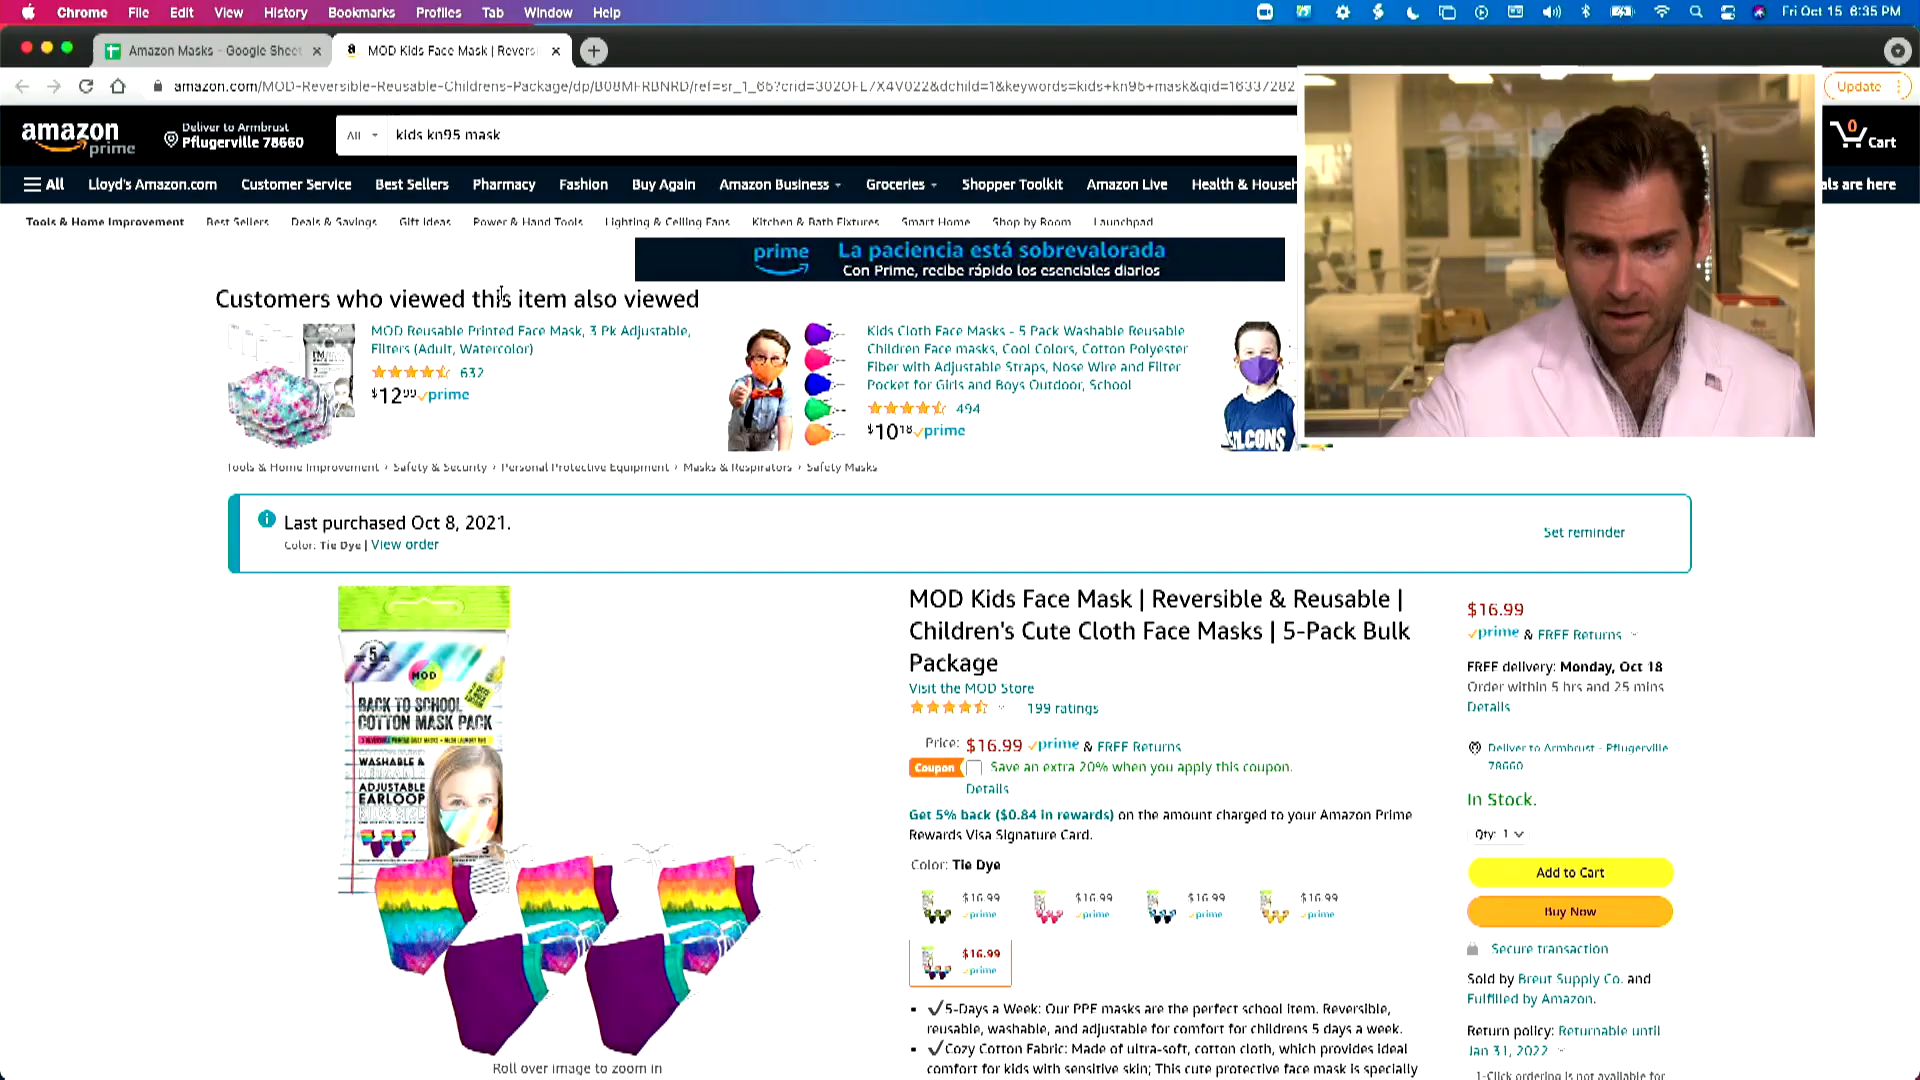 Chrome File Edit View History Bookmarks Profiles Tab Window Help
Fri Oct 15 6:35 PM
Amazon Masks - Google Sheet
MOD Kids Face Mask | Revers
amazon.com/MOD-Reversible-Reusable-Childrens-Package/dp/B08MFRBNRD/ref=sr_1_65?crid=302OFL7X4V022&dchild=1&keywords=kids+kn95+mask&qid=16337282
Update
amazon prime
Deliver to Armbrust
Pflugerville 78660
All
kids kn95 mask
0
Cart
All Lloyd's Amazon.com Customer Service Best Sellers Pharmacy Fashion Buy Again Amazon Business Groceries Shopper Toolkit Amazon Live Health & Househ
als are here
Tools & Home Improvement Best Sellers Deals & Savings Gift Ideas Power & Hand Tools Lighting & Ceiling Fans Kitchen & Bath Fixtures Smart Home Shop by Room Launchpad
prime
La paciencia está sobrevalorada
Con Prime, recibe rápido los esenciales diarios
Customers who viewed this item also viewed
MOD Reusable Printed Face Mask, 3 Pk Adjustable,
Filters (Adult, Watercolor)
632
$12⁹⁹ prime
Kids Cloth Face Masks - 5 Pack Washable Reusable
Children Face masks, Cool Colors, Cotton Polyester
Fiber with Adjustable Straps, Nose Wire and Filter
Pocket for Girls and Boys Outdoor, School
494
$10¹⁸ prime
Tools & Home Improvement › Safety & Security › Personal Protective Equipment › Masks & Respirators › Safety Masks
Last purchased Oct 8, 2021.
Color: Tie Dye | View order
Set reminder
5
MOD
BACK TO SCHOOL
COTTON MASK PACK
WASHABLE &
REUSABLE
ADJUSTABLE
EARLOOP
KIDS SIZE
Roll over image to zoom in
MOD Kids Face Mask | Reversible & Reusable |
Children's Cute Cloth Face Masks | 5-Pack Bulk
Package
Visit the MOD Store
199 ratings
Price: $16.99 prime & FREE Returns
Coupon Save an extra 20% when you apply this coupon.
Details
Get 5% back ($0.84 in rewards) on the amount charged to your Amazon Prime
Rewards Visa Signature Card.
Color: Tie Dye
$16.99 $16.99 $16.99 $16.99
prime prime prime prime
$16.99
prime
• ✓5-Days a Week: Our PPE masks are the perfect school item. Reversible,
reusable, washable, and adjustable for comfort for childrens 5 days a week.
• ✓Cozy Cotton Fabric: Made of ultra-soft, cotton cloth, which provides ideal
comfort for kids with sensitive skin; This cute protective face mask is specially
$16.99
prime & FREE Returns
FREE delivery: Monday, Oct 18
Order within 5 hrs and 25 mins
Details
Deliver to Armbrust - Pflugerville
78660
In Stock.
Qty: 1
Add to Cart
Buy Now
Secure transaction
Sold by Breut Supply Co. and
Fulfilled by Amazon.
Return policy: Returnable until
Jan 31, 2022
1-Click ordering is not available for